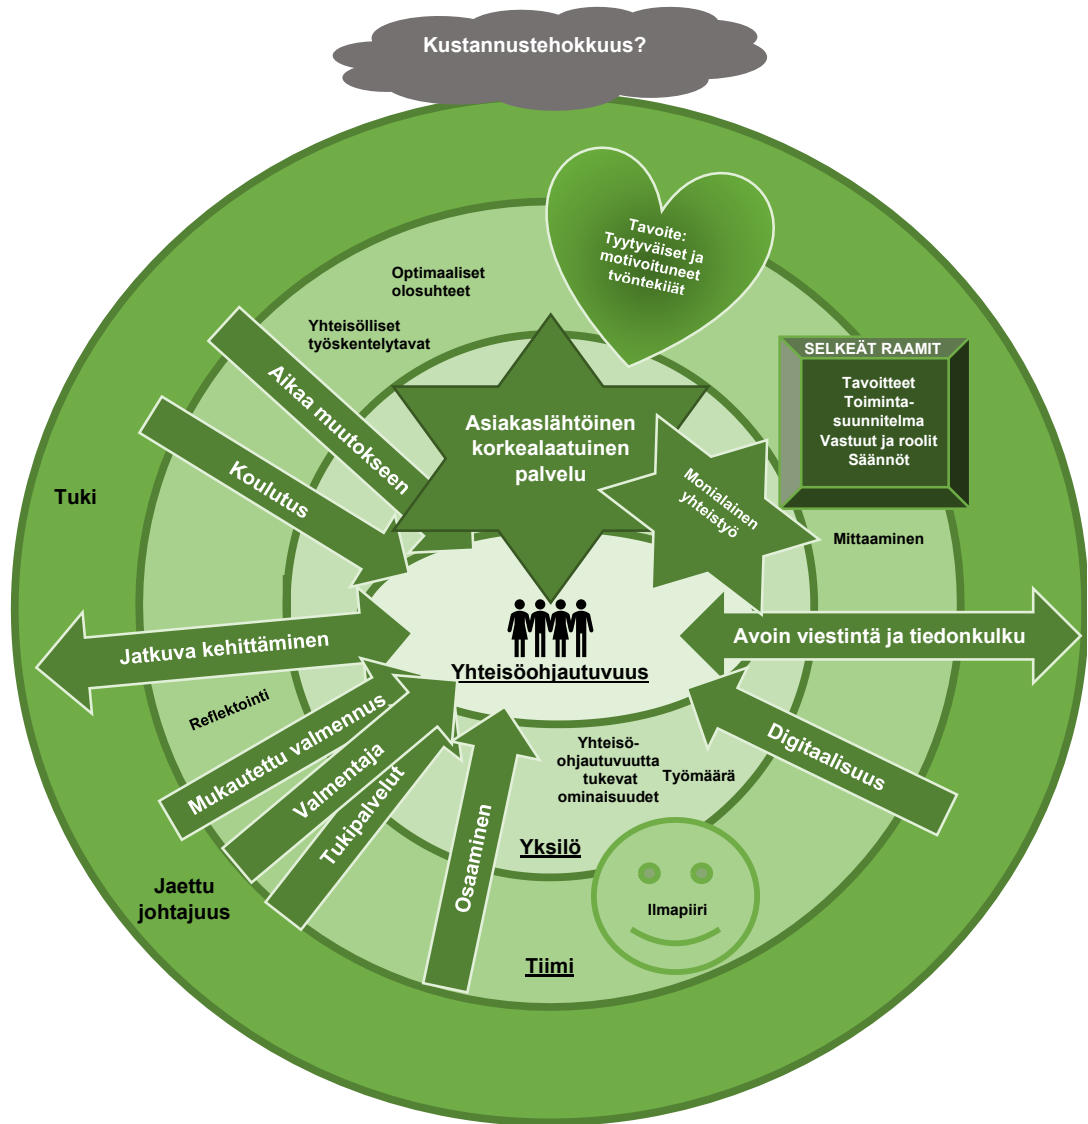 Kustannustehokkuus?
Tavoite:
Tyytyväiset ja
motivoituneet
työntekijät
Optimaaliset
olosuhteet
Yhteisölliset
työskentelytavat
SELKEÄT RAAMIT
Tavoitteet
Toiminta-
suunnitelma
Vastuut ja roolit
Säännöt
Aikaa muutokseen
Asiakaslähtöinen
korkealaatuinen
palvelu
Koulutus
Monialainen
yhteistyö
Tuki
Mittaaminen
Jatkuva kehittäminen
Avoin viestintä ja tiedonkulku
Yhteisöohjautuvuus
Reflektointi
Mukautettu valmennus
Valmentaja
Tukipalvelut
Osaaminen
Yhteisö-
ohjautuvuutta
tukevat
ominaisuudet
Työmäärä
Digitaalisuus
Yksilö
Jaettu
johtajuus
Ilmapiiri
Tiimi